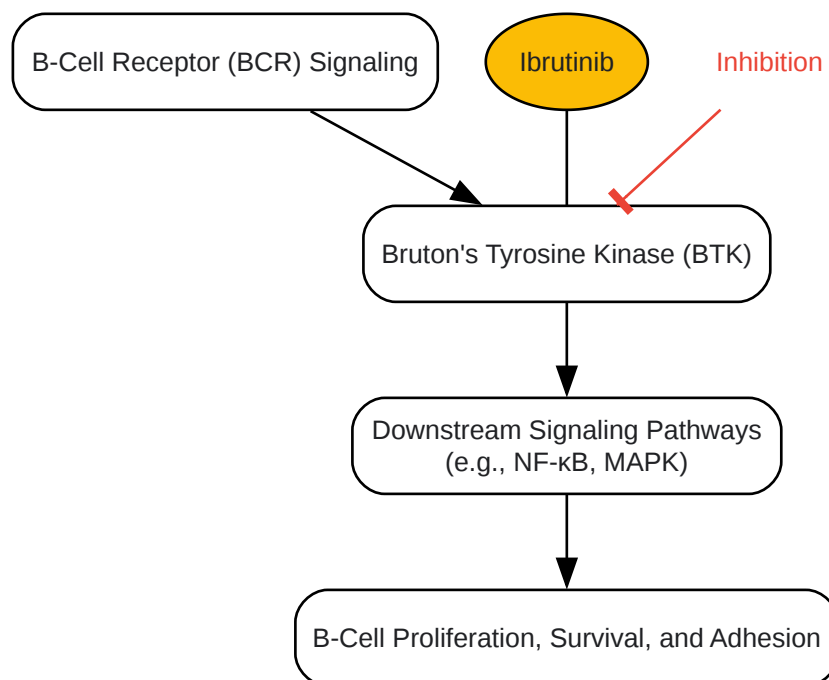 B-Cell Receptor (BCR) Signaling
Ibrutinib
Inhibition
Bruton's Tyrosine Kinase (BTK)
Downstream Signaling Pathways
(e.g., NF-κB, MAPK)
B-Cell Proliferation, Survival, and Adhesion